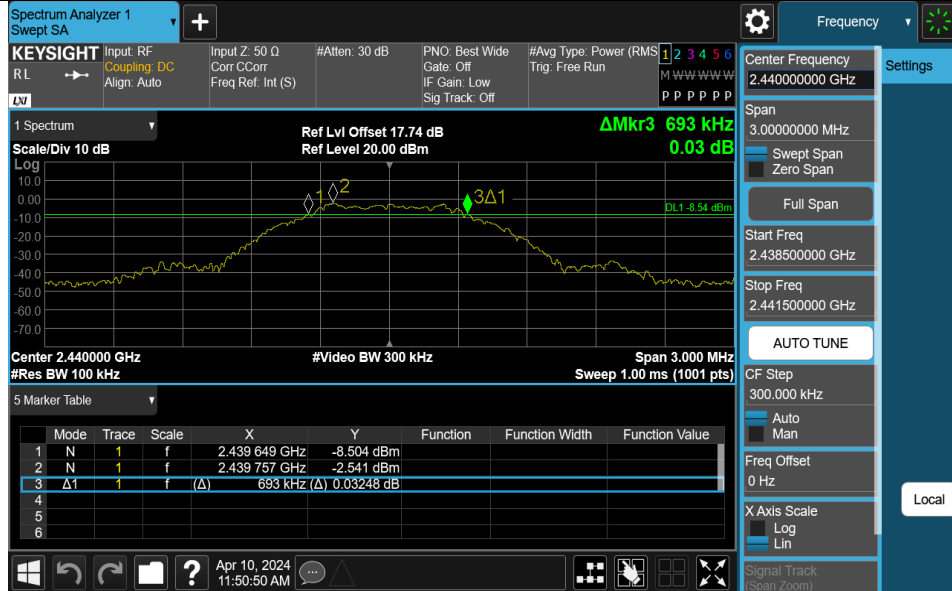 Spectrum Analyzer 1
Swept SA
Frequency
KEYSIGHT
RL
LXI
Input: RF
Coupling: DC
Align: Auto
Input Z: 50 Ω
Corr CCorr
Freq Ref: Int (S)
#Atten: 30 dB
PNO: Best Wide
Gate: Off
IF Gain: Low
Sig Track: Off
#Avg Type: Power (RMS
Trig: Free Run
1 2 3 4 5 6
M W W W W W
P P P P P P
1 Spectrum
Scale/Div 10 dB
Ref Lvl Offset 17.74 dB
Ref Level 20.00 dBm
ΔMkr3 693 kHz
0.03 dB
Log
10.0
0.00
-10.0
-20.0
-30.0
-40.0
-50.0
-60.0
-70.0
1
2
3Δ1
DL1 -8.54 dBm
Center 2.440000 GHz
#Video BW 300 kHz
Span 3.000 MHz
#Res BW 100 kHz
Sweep 1.00 ms (1001 pts)
5 Marker Table
Mode Trace Scale X Y Function Function Width Function Value
1 N 1 f 2.439 649 GHz -8.504 dBm
2 N 1 f 2.439 757 GHz -2.541 dBm
3 Δ1 1 f (Δ) 693 kHz (Δ) 0.03248 dB
4
5
6
Apr 10, 2024
11:50:50 AM
Center Frequency
2.440000000 GHz
Span
3.00000000 MHz
Swept Span
Zero Span
Full Span
Start Freq
2.438500000 GHz
Stop Freq
2.441500000 GHz
AUTO TUNE
CF Step
300.000 kHz
Auto
Man
Freq Offset
0 Hz
X Axis Scale
Log
Lin
Signal Track
(Span Zoom)
Settings
Local